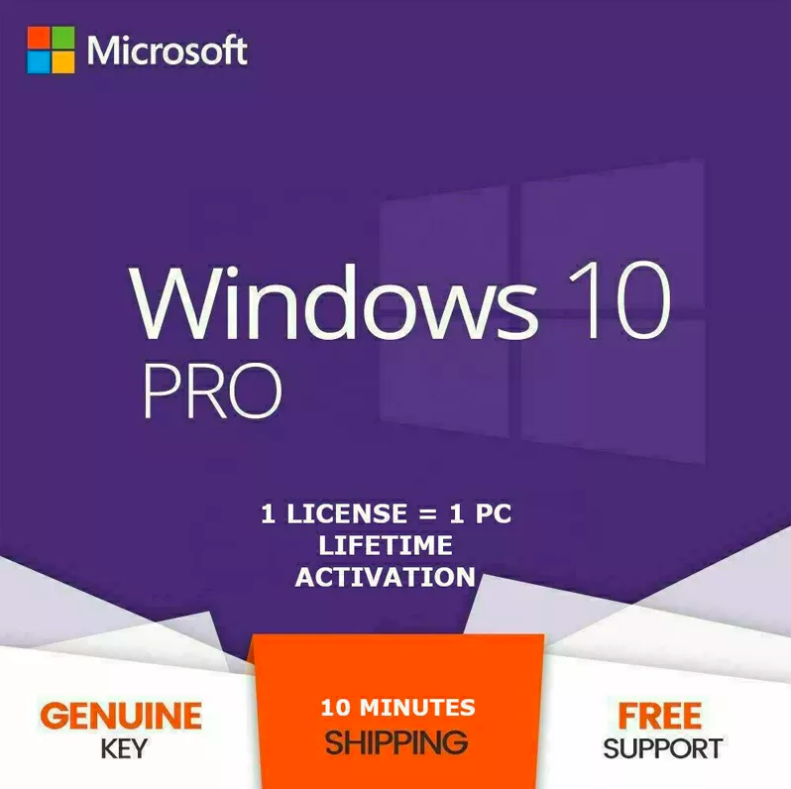 Microsoft
Windows 10
PRO
1 LICENSE = 1 PC
LIFETIME
ACTIVATION
GENUINE
KEY
10 MINUTES
SHIPPING
FREE
SUPPORT